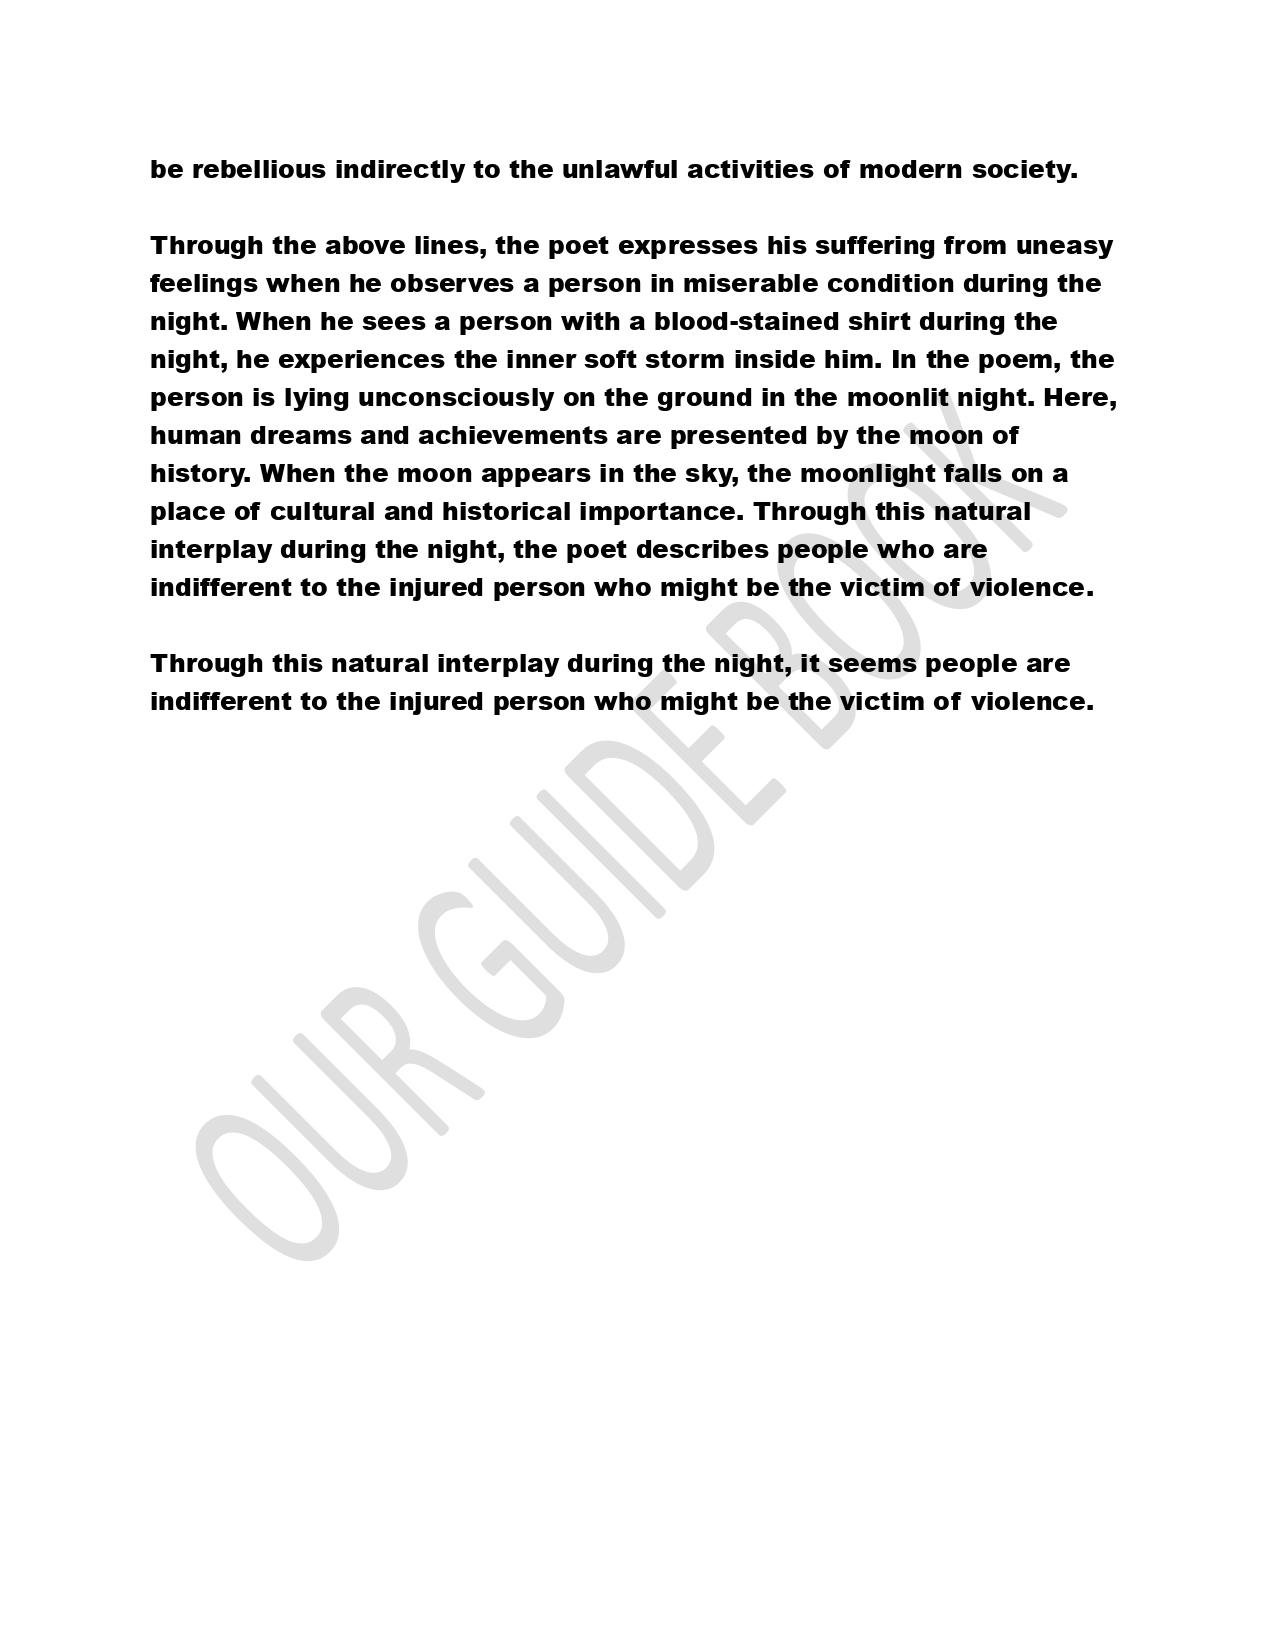 be rebellious indirectly to the unlawful activities of modern society.
Through the above lines, the poet expresses his suffering from uneasy
feelings when he observes a person in miserable condition during the
night. When he sees a person with a blood-stained shirt during the
night, he experiences the inner soft storm inside him. In the poem, the
person is lying unconsciously on the ground in the moonlit night. Here,
human dreams and achievements are presented by the moon of
history. When the moon appears in the sky, the moonlight falls on a
place of cultural and historical importance. Through this natural
interplay during the night, the poet describes people who are
indifferent to the injured person who might be the victim of violence.
Through this natural interplay during the night, it seems people are
indifferent to the injured person who might be the victim of violence.
OUR GUIDE BOOK